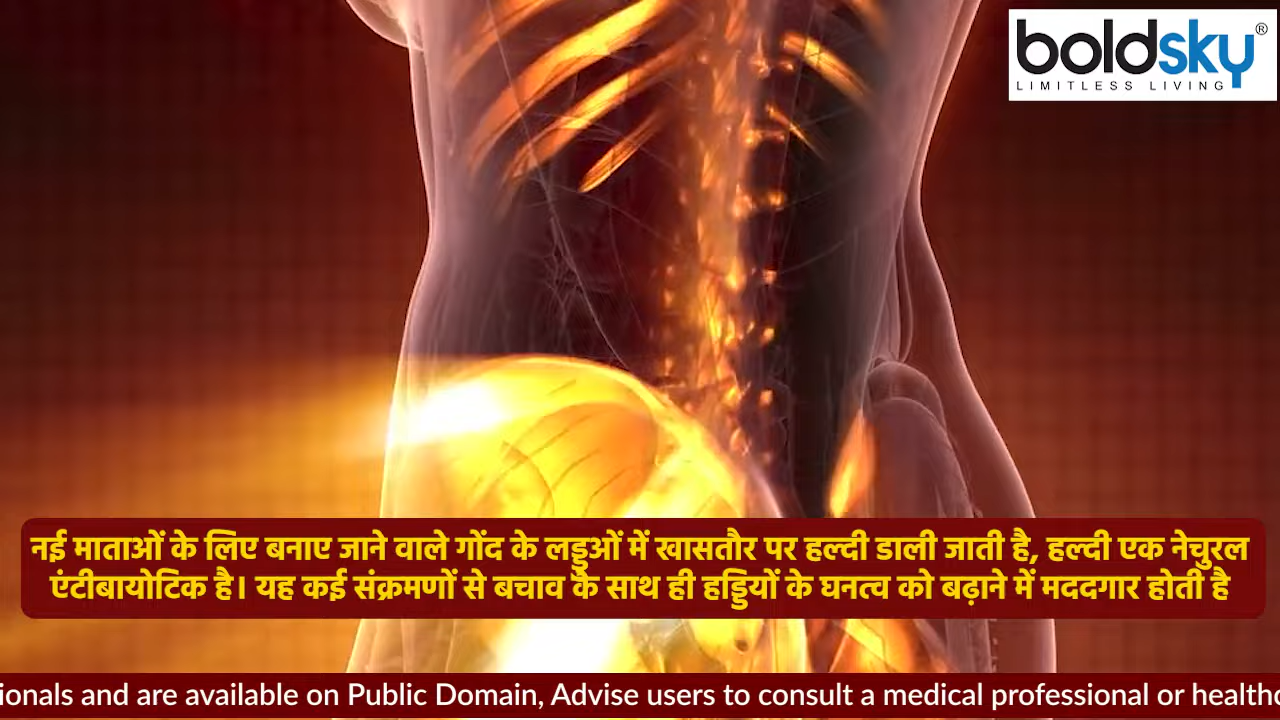 boldsky®
LIMITLESS LIVING
नई माताओं के लिए बनाए जाने वाले गोंद के लड्डुओं में खासतौर पर हल्दी डाली जाती है, हल्दी एक नेचुरल
एंटीबायोटिक है। यह कई संक्रमणों से बचाव के साथ ही हड्डियों के घनत्व को बढ़ाने में मददगार होती है
ionals and are available on Public Domain, Advise users to consult a medical professional or healthc